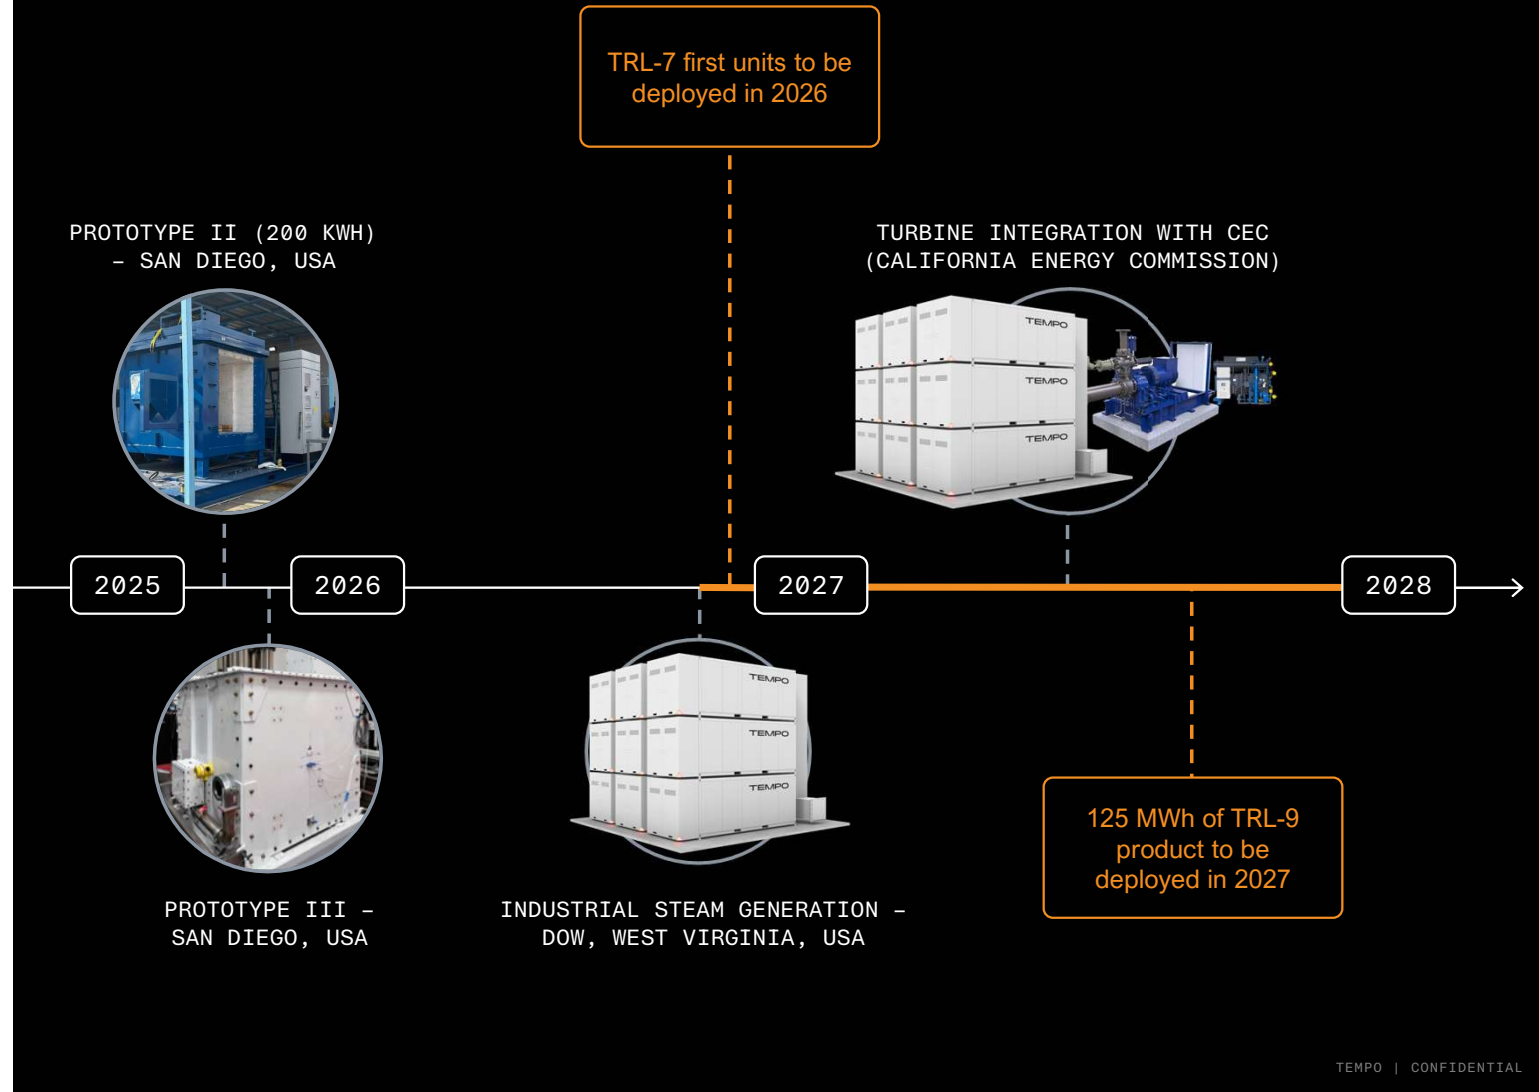 TRL-7 first units to be
deployed in 2026
PROTOTYPE II (200 KWH)
– SAN DIEGO, USA
TURBINE INTEGRATION WITH CEC
(CALIFORNIA ENERGY COMMISSION)
TEMPO
TEMPO
TEMPO
2025
2026
2027
2028
TEMPO
TEMPO
TEMPO
125 MWh of TRL-9
product to be
deployed in 2027
PROTOTYPE III –
SAN DIEGO, USA
INDUSTRIAL STEAM GENERATION –
DOW, WEST VIRGINIA, USA
TEMPO | CONFIDENTIAL